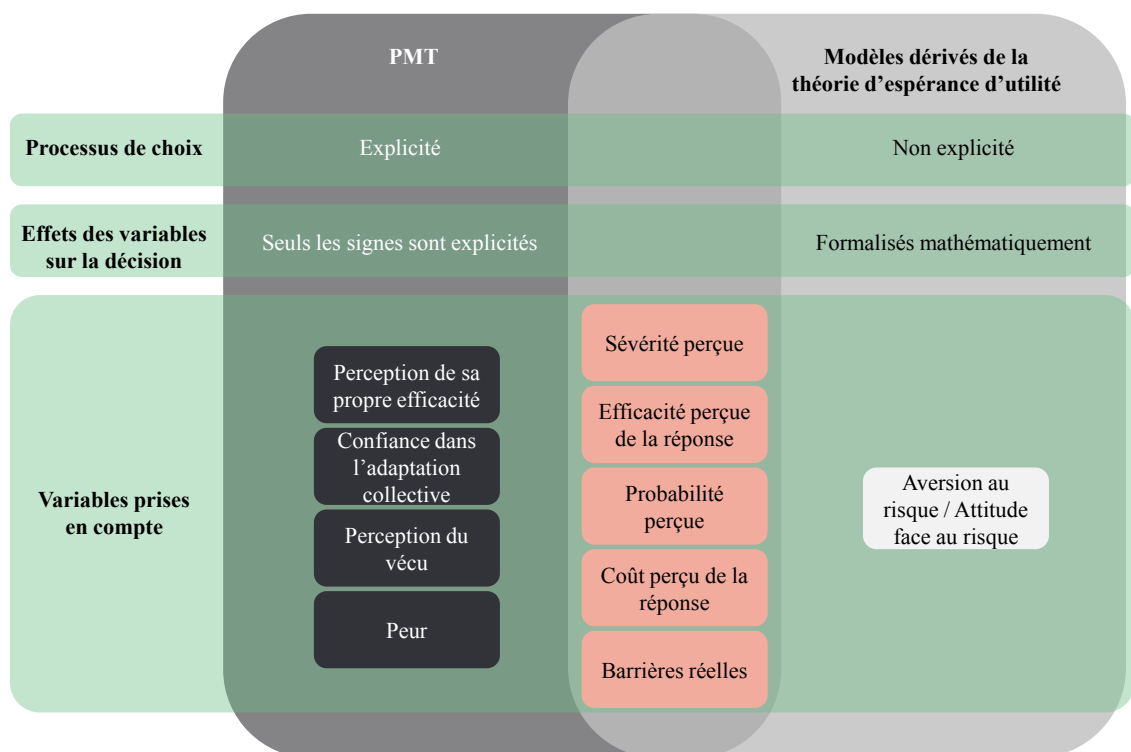 PMT
Modèles dérivés de la
théorie d’espérance d’utilité
Processus de choix
Explicité
Non explicité
Effets des variables
sur la décision
Seuls les signes sont explicités
Formalisés mathématiquement
Variables prises
en compte
Perception de sa
propre efficacité
Confiance dans
l’adaptation
collective
Perception du
vécu
Peur
Sévérité perçue
Efficacité perçue
de la réponse
Probabilité
perçue
Coût perçu de la
réponse
Barrières réelles
Aversion au
risque / Attitude
face au risque